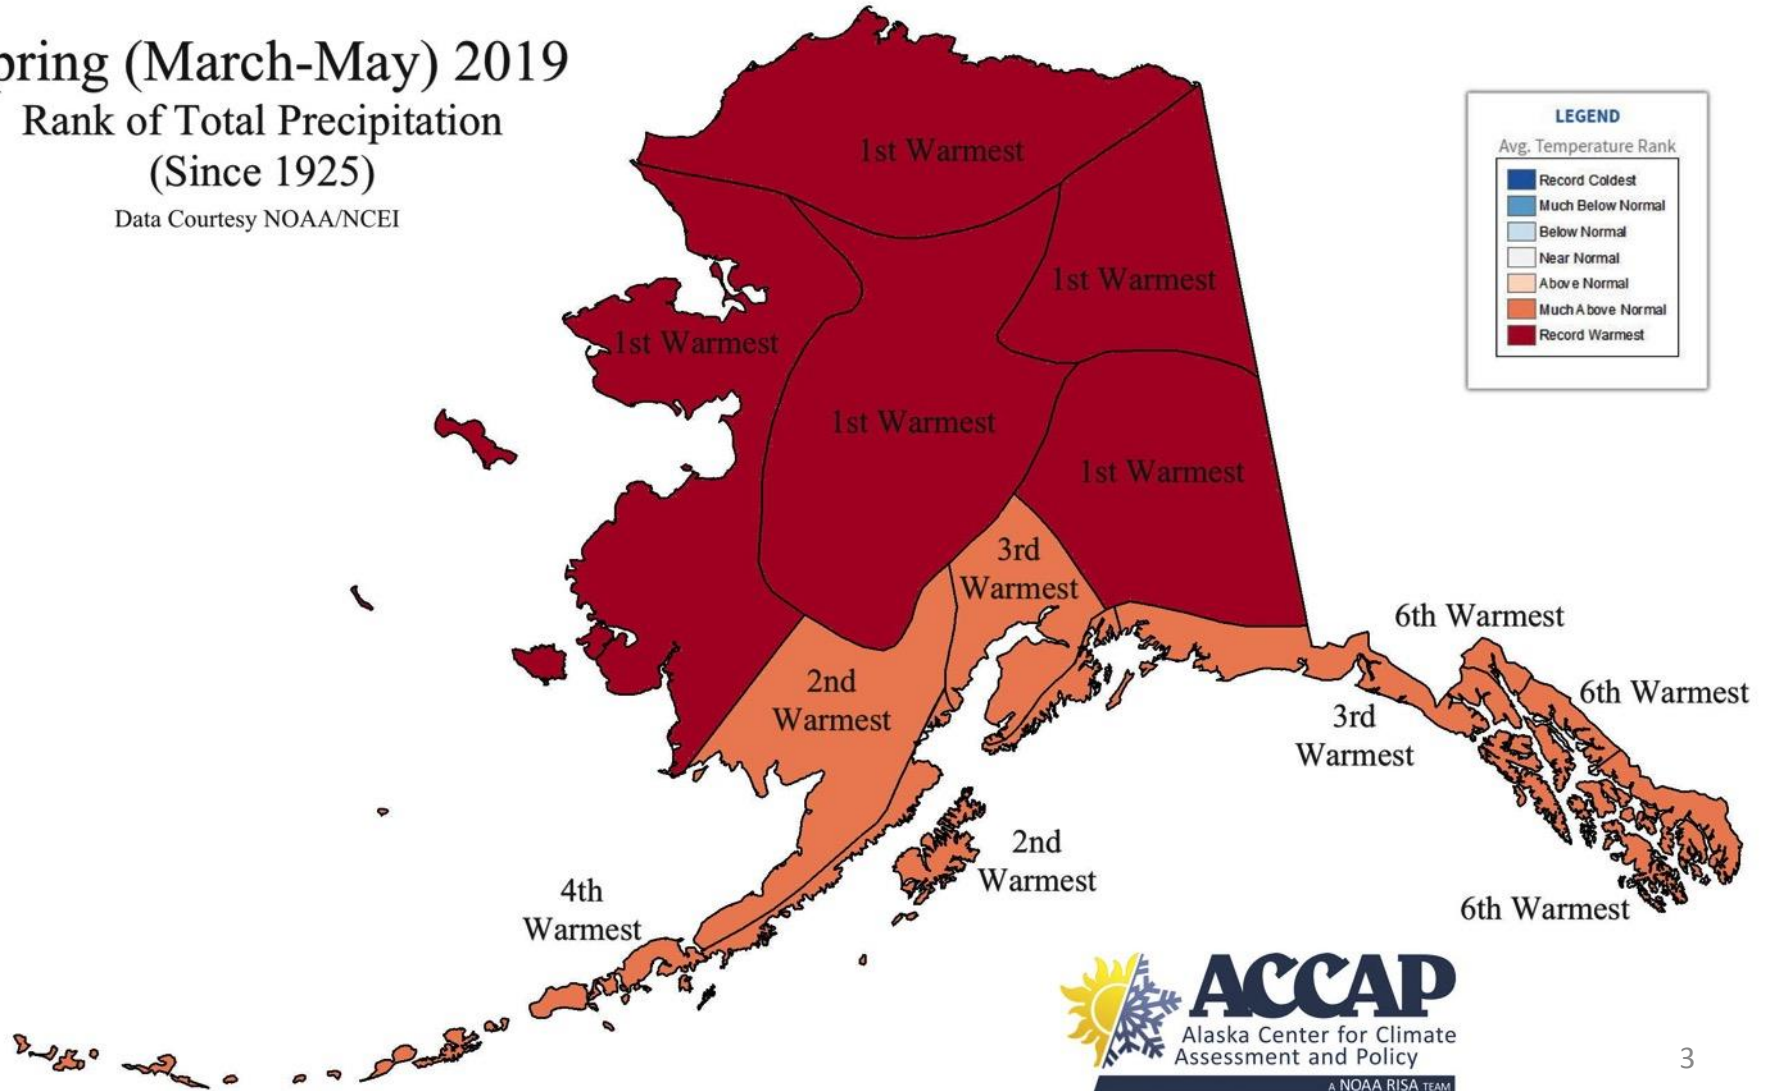 pring (March-May) 2019
Rank of Total Precipitation
(Since 1925)
Data Courtesy NOAA/NCEI
LEGEND
Avg. Temperature Rank
Record Coldest
Much Below Normal
Below Normal
Near Normal
Above Normal
Much Above Normal
Record Warmest
1st Warmest
1st Warmest
1st Warmest
1st Warmest
1st Warmest
3rd
Warmest
2nd
Warmest
6th Warmest
6th Warmest
3rd
Warmest
2nd
Warmest
4th
Warmest
6th Warmest
ACCAP
Alaska Center for Climate
Assessment and Policy
A NOAA RISA TEAM
3